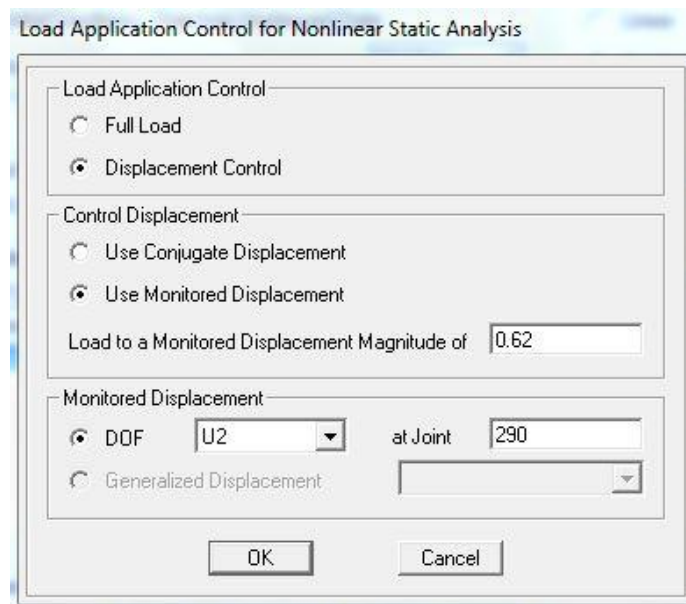 Load Application Control for Nonlinear Static Analysis
Load Application Control
Full Load
Displacement Control
Control Displacement
Use Conjugate Displacement
Use Monitored Displacement
Load to a Monitored Displacement Magnitude of 0.62
Monitored Displacement
DOF U2 at Joint 290
Generalized Displacement
OK Cancel